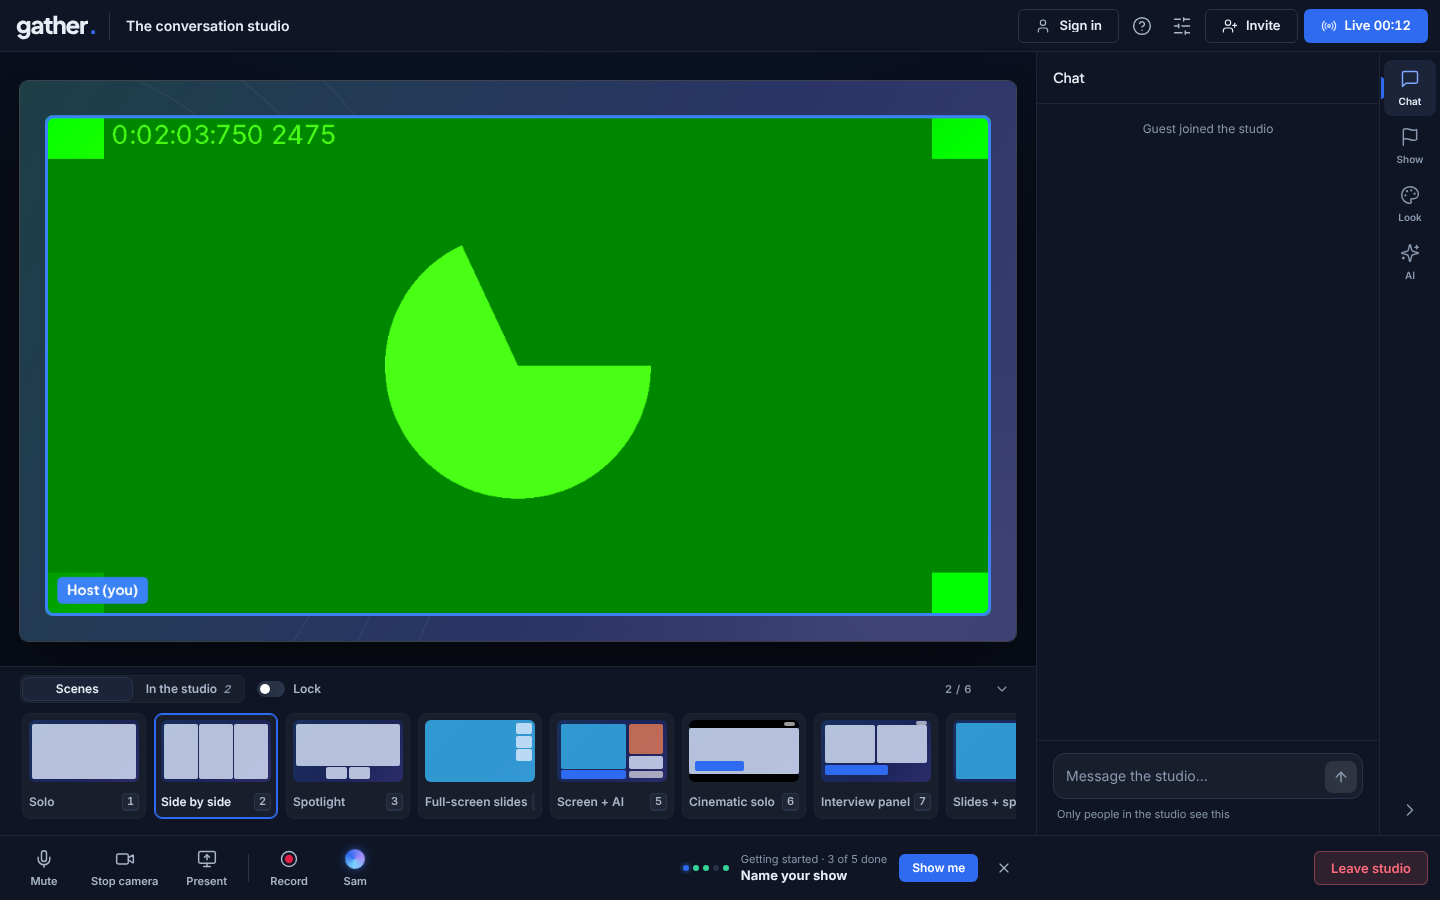 gather.
The conversation studio
Sign in
Invite
Live 00:12
0:02:03:750 2475
Host (you)
Chat
Guest joined the studio
Chat
Show
Look
AI
Scenes
In the studio 2
Lock
2 / 6
Solo 1
Side by side 2
Spotlight 3
Full-screen slides
Screen + AI 5
Cinematic solo 6
Interview panel 7
Slides + sp
Message the studio...
Only people in the studio see this
Mute
Stop camera
Present
Record
Sam
Getting started · 3 of 5 done
Name your show
Show me
Leave studio